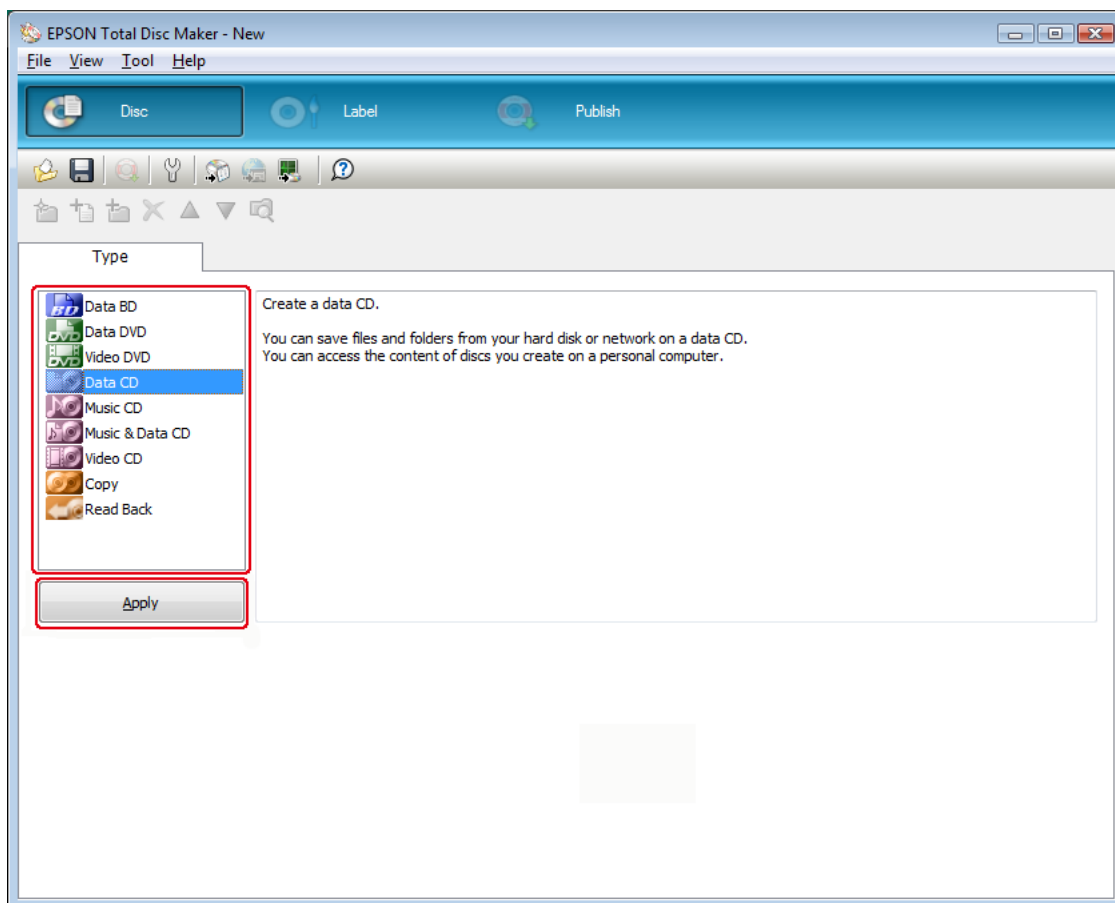 EPSON Total Disc Maker - New
File View Tool Help
Disc Label Publish
Type
Data BD
Data DVD
Video DVD
Data CD
Music CD
Music & Data CD
Video CD
Copy
Read Back
Apply
Create a data CD.
You can save files and folders from your hard disk or network on a data CD.
You can access the content of discs you create on a personal computer.